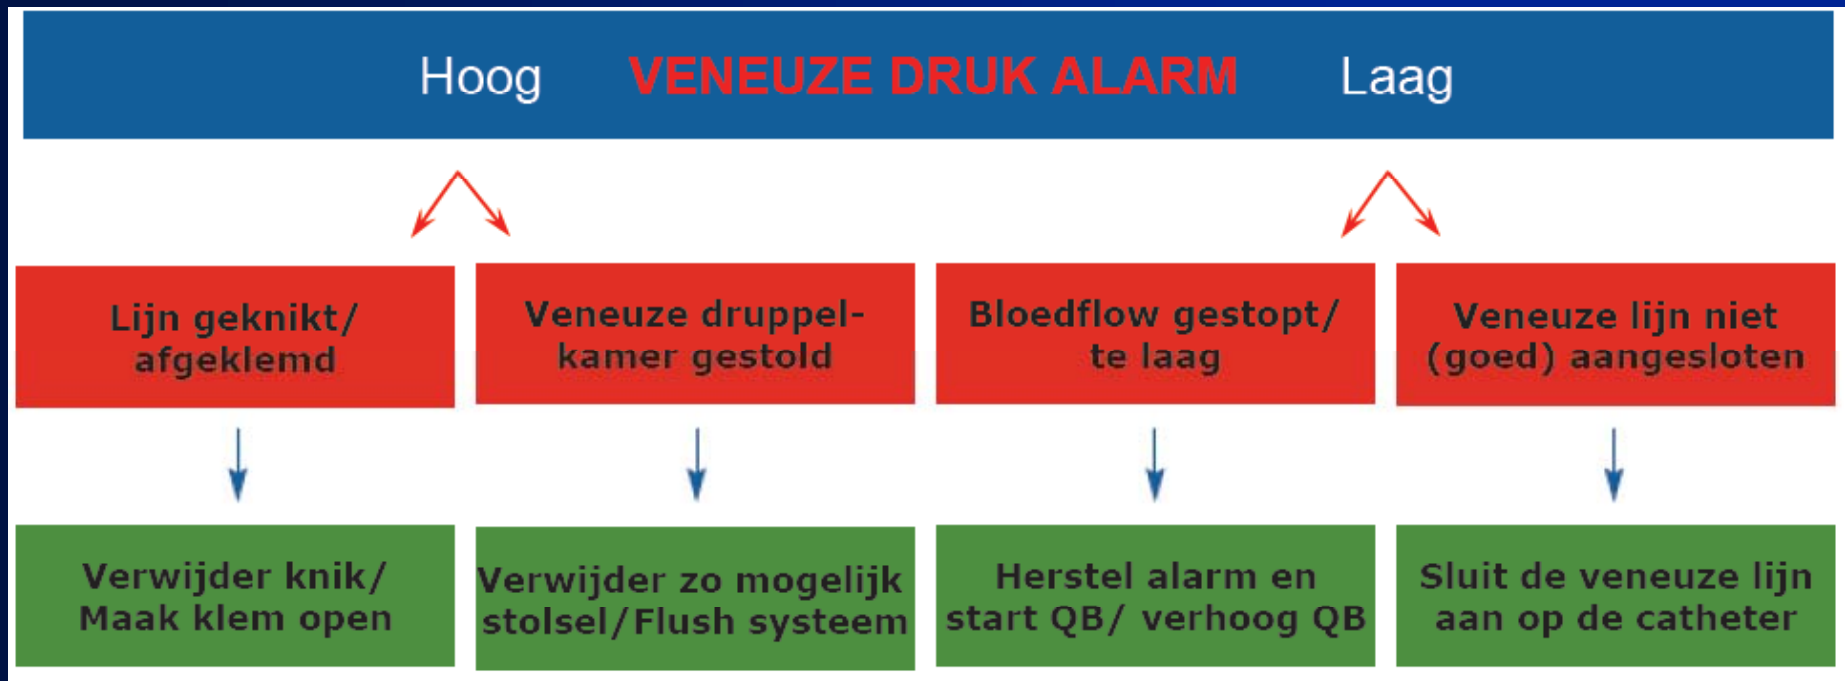 Hoog VENEUZE DRUK ALARM Laag
Lijn geknikt/
afgeklemd
Veneuze druppel-
kamer gestold
Bloedflow gestopt/
te laag
Veneuze lijn niet
(goed) aangesloten
Verwijder knik/
Maak klem open
Verwijder zo mogelijk
stolsel/Flush systeem
Herstel alarm en
start QB/ verhoog QB
Sluit de veneuze lijn
aan op de catheter